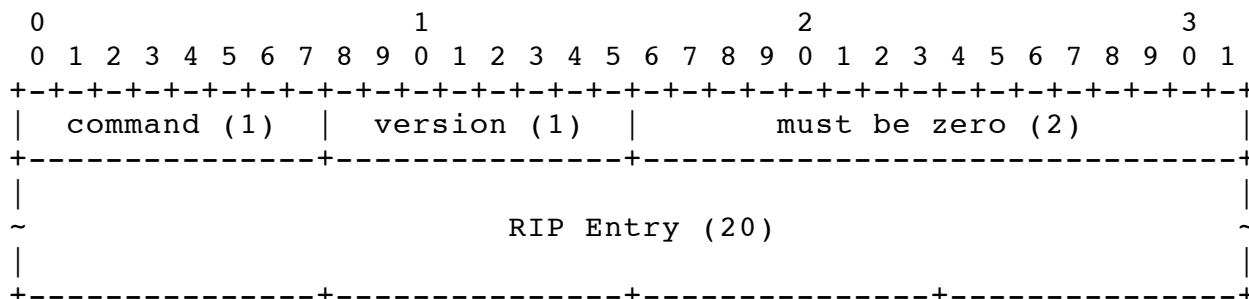 0                   1                   2                   3
0 1 2 3 4 5 6 7 8 9 0 1 2 3 4 5 6 7 8 9 0 1 2 3 4 5 6 7 8 9 0 1
+-+-+-+-+-+-+-+-+-+-+-+-+-+-+-+-+-+-+-+-+-+-+-+-+-+-+-+-+-+-+-+-+
|  command (1)  |  version (1)  |       must be zero (2)        |
+---------------+---------------+-------------------------------+
|                                                               |
~                         RIP Entry (20)                        ~
|                                                               |
+---------------+---------------+---------------+---------------+